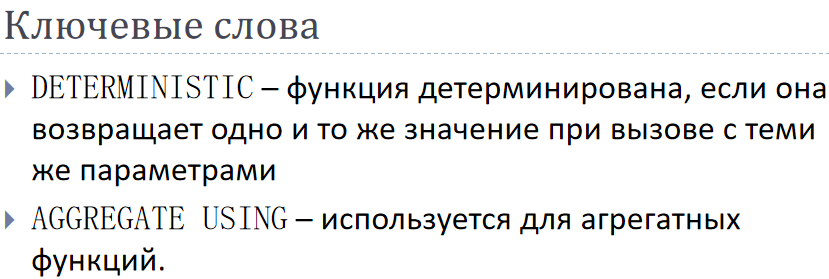 Ключевые слова
DETERMINISTIC – функция детерминирована, если она
возвращает одно и то же значение при вызове с теми
же параметрами
AGGREGATE USING – используется для агрегатных
функций.